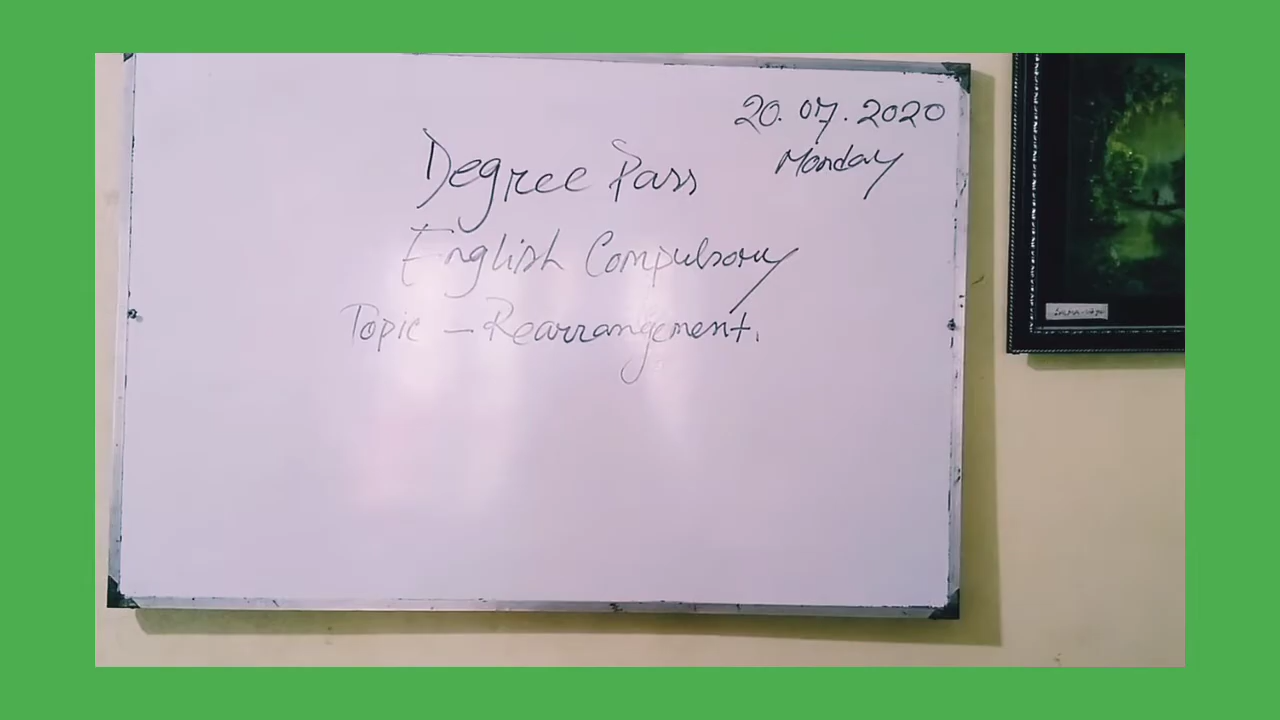 20.07.2020
Monday
Degree Pass
English Compulsory
Topic – Rearrangement.